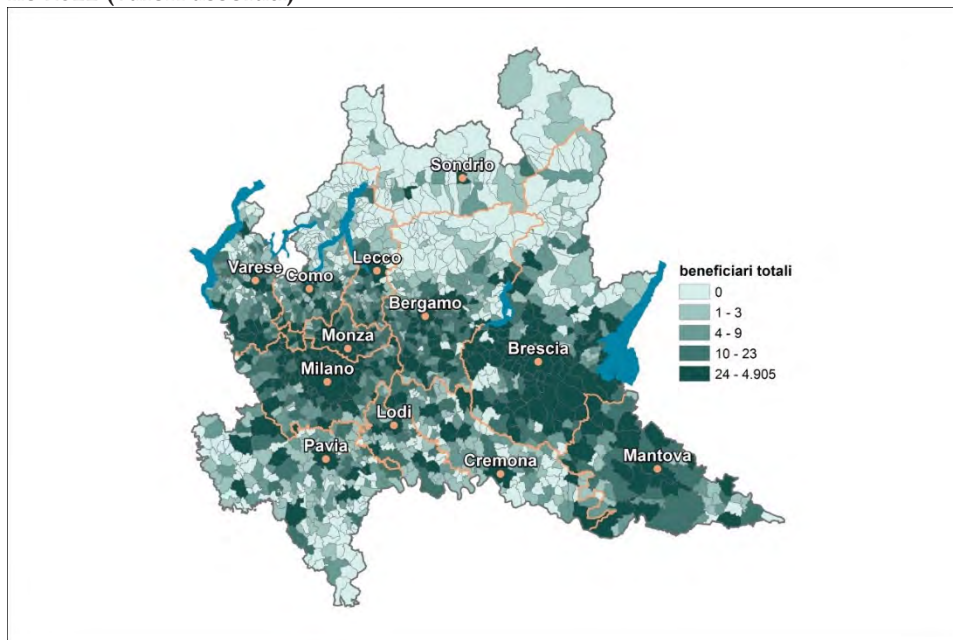 Sondrio
Varese
Como
Lecco
Bergamo
Monza
Milano
Brescia
Lodi
Pavia
Cremona
Mantova
beneficiari totali
0
1 - 3
4 - 9
10 - 23
24 - 4.905